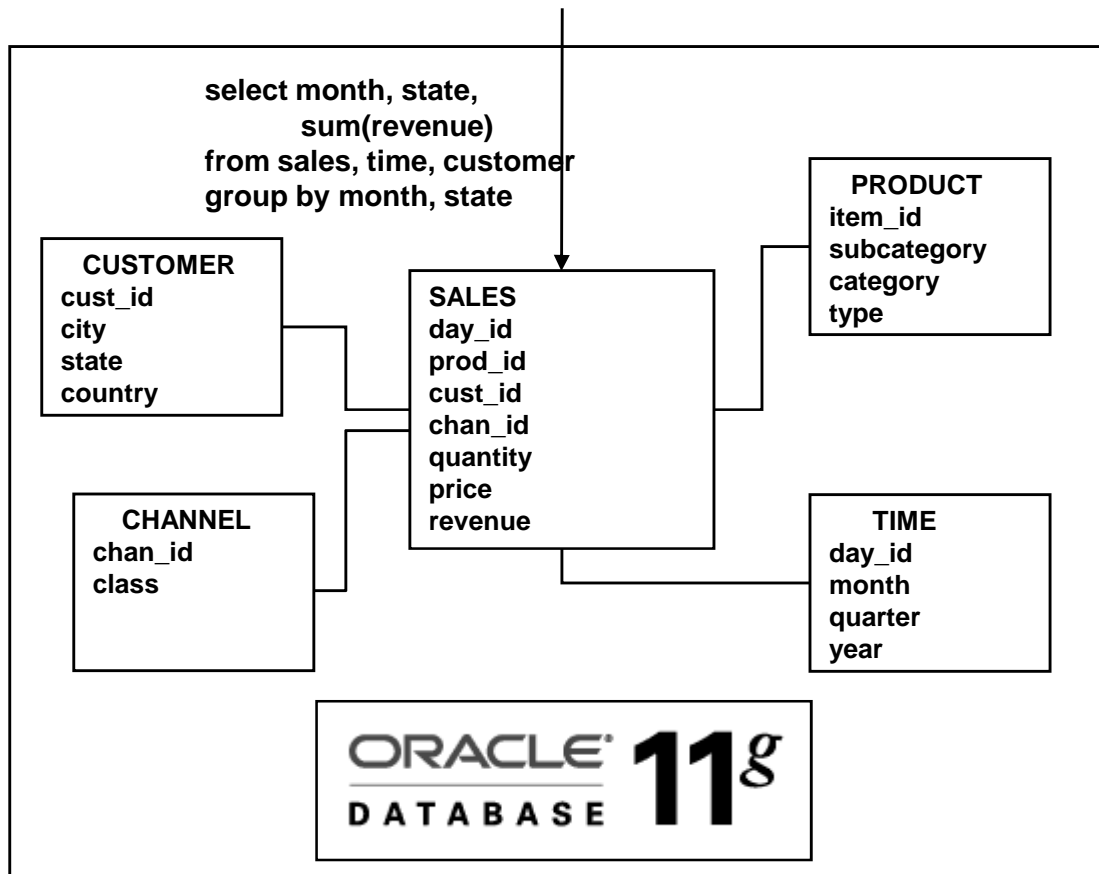 select month, state,
sum(revenue)
from sales, time, customer
group by month, state
PRODUCT
item_id
subcategory
category
type
CUSTOMER
cust_id
city
state
country
SALES
day_id
prod_id
cust_id
chan_id
quantity
price
revenue
CHANNEL
chan_id
class
TIME
day_id
month
quarter
year
ORACLE®
DATABASE
11g